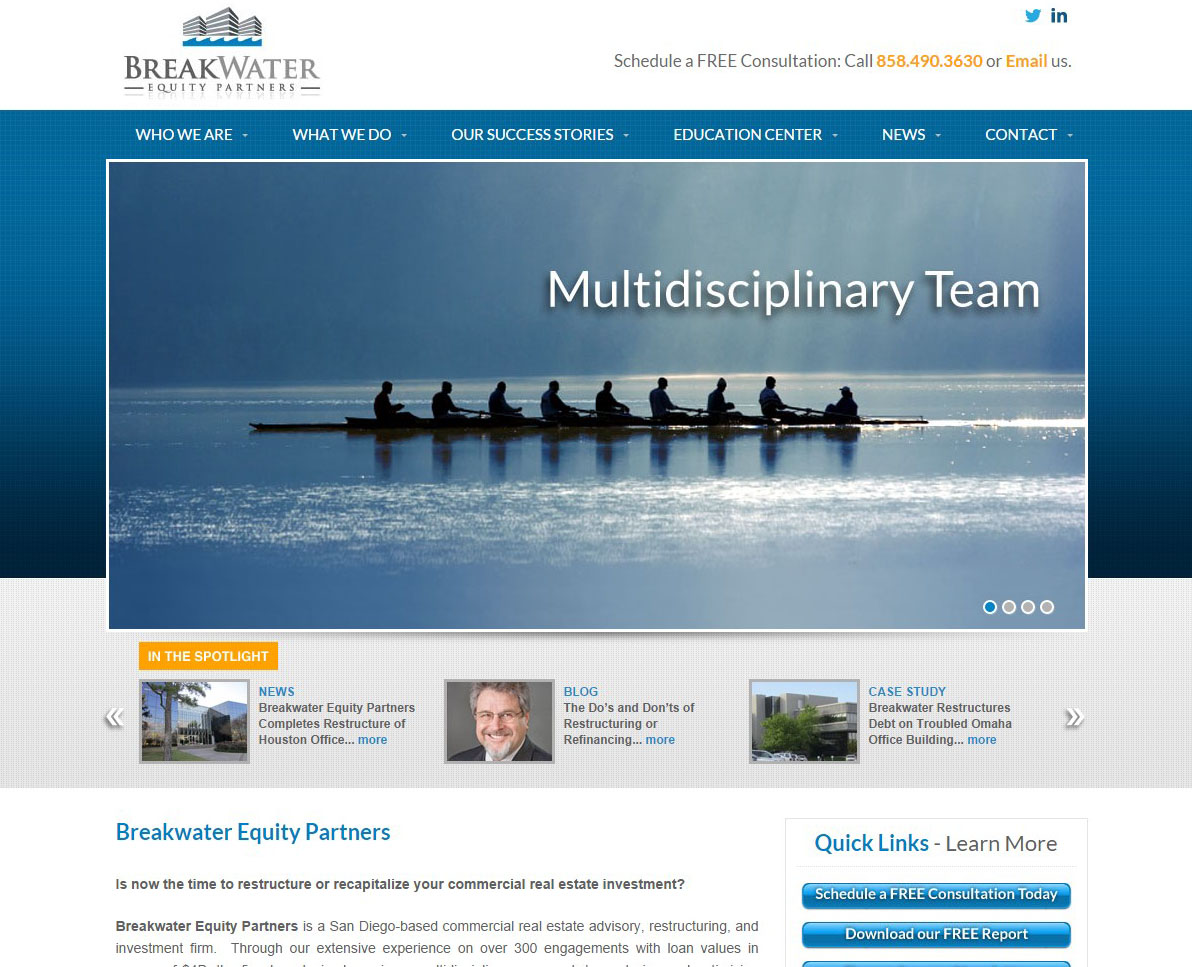 BREAKWATER
EQUITY PARTNERS
Schedule a FREE Consultation: Call 858.490.3630 or Email us.
WHO WE ARE
WHAT WE DO
OUR SUCCESS STORIES
EDUCATION CENTER
NEWS
CONTACT
Multidisciplinary Team
IN THE SPOTLIGHT
NEWS
Breakwater Equity Partners
Completes Restructure of
Houston Office... more
BLOG
The Do's and Don'ts of
Restructuring or
Refinancing... more
CASE STUDY
Breakwater Restructures
Debt on Troubled Omaha
Office Building... more
Breakwater Equity Partners
Is now the time to restructure or recapitalize your commercial real estate investment?
Breakwater Equity Partners is a San Diego-based commercial real estate advisory, restructuring, and
investment firm. Through our extensive experience on over 300 engagements with loan values in
Quick Links - Learn More
Schedule a FREE Consultation Today
Download our FREE Report